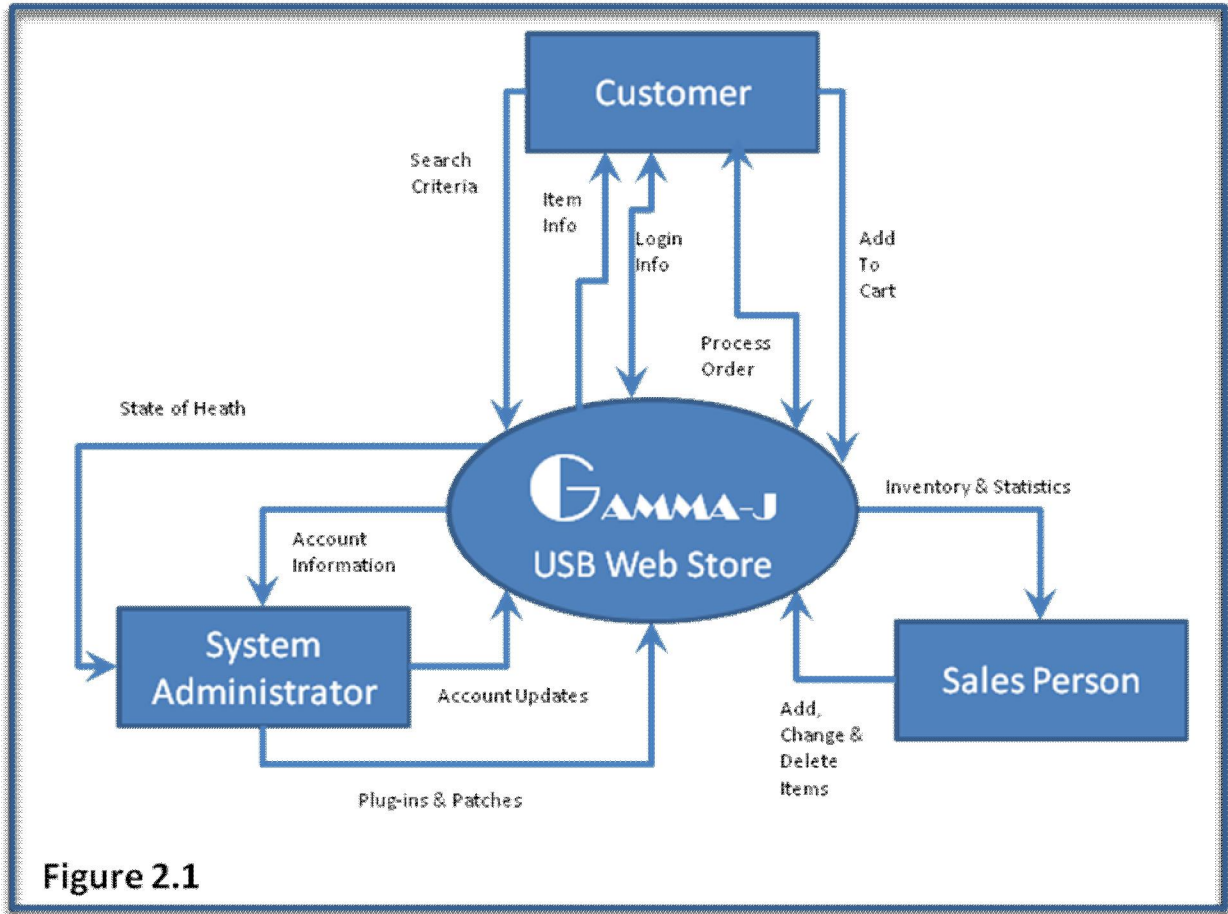 Customer
Search
Criteria
Item
Info
Login
Info
Add
To
Cart
Process
Order
State of Heath
GAMMA-J
USB Web Store
Inventory & Statistics
Account
Information
System
Administrator
Account Updates
Sales Person
Add,
Change &
Delete
Items
Plug-ins & Patches
Figure 2.1